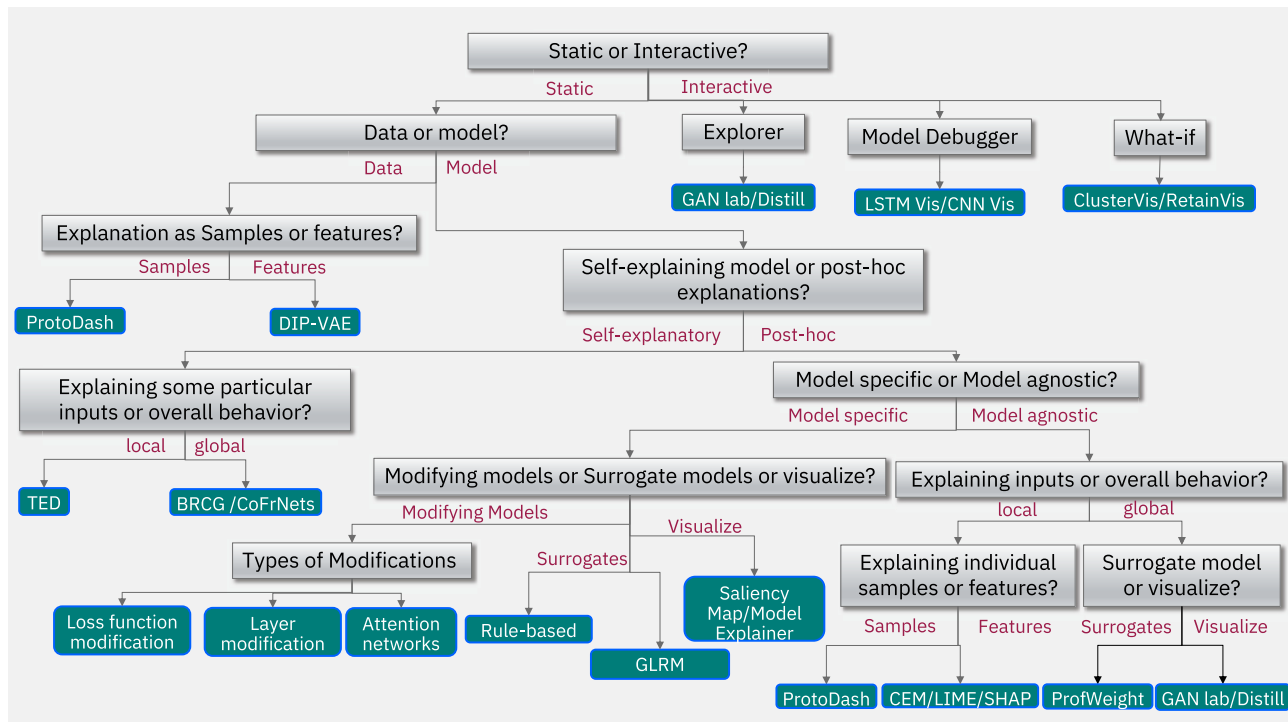 Static or Interactive?
Static
Interactive
Data or model?
Explorer
Model Debugger
What-if
Data
Model
GAN lab/Distill
LSTM Vis/CNN Vis
ClusterVis/RetainVis
Explanation as Samples or features?
Samples
Features
Self-explaining model or post-hoc
explanations?
ProtoDash
DIP-VAE
Self-explanatory
Post-hoc
Explaining some particular
inputs or overall behavior?
Model specific or Model agnostic?
Model specific
Model agnostic
local
global
Modifying models or Surrogate models or visualize?
Explaining inputs or overall behavior?
TED
BRCG /CoFrNets
Modifying Models
Visualize
local
global
Types of Modifications
Surrogates
Explaining individual
samples or features?
Surrogate model
or visualize?
Loss function
modification
Layer
modification
Attention
networks
Rule-based
Saliency
Map/Model
Explainer
Samples
Features
Surrogates
Visualize
GLRM
ProtoDash
CEM/LIME/SHAP
ProfWeight
GAN lab/Distill